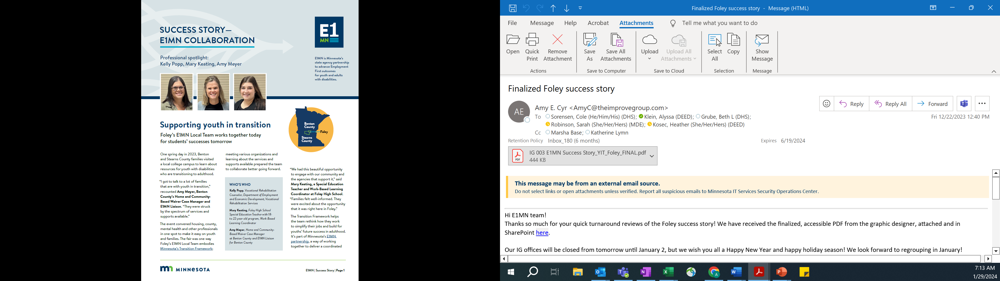 SUCCESS STORY—
E1MN COLLABORATION
Professional spotlight:
Kelly Popp, Mary Keating, Amy Meyer
E1
MN
E1MN is Minnesota's
state agency partnership
to advance Employment
First outcomes
for youth and adults
with disabilities.
Supporting youth in transition
Foley's E1MN Local Team works together today
for students' successes tomorrow
Benton
County
Foley
Stearns
County
One spring day in 2023, Benton
and Stearns County families visited
a local college campus to learn about
resources for youth with disabilities
who are transitioning to adulthood.
"I got to talk to a lot of families
that are with youth in transition,"
recounted Amy Meyer, Benton
County's Home and Community-
Based Waiver Case Manager and
E1MN Liaison. "They were struck
by the spectrum of services and
supports available."
The event convened housing, county,
mental health and other professionals
in one spot to make it easy on youth
and families. The fair was one way
Foley's E1MN Local Team embodies
Minnesota's Transition Framework;
meeting various organizations and
learning about the services and
supports available prepared the team
to collaborate better going forward.
WHO'S WHO
Kelly Popp, Vocational Rehabilitation
Counselor, Department of Employment
and Economic Development, Vocational
Rehabilitation Services
Mary Keating, Foley High School
Special Education Teacher with 18-
to 22-year-old program, Work-Based
Learning Coordinator
Amy Meyer, Home and Community-
Based Waiver Case Manager
at Benton County and E1MN Liaison
for Benton County
"We had this beautiful opportunity
to engage with our community and
the agencies that support it," said
Mary Keating, a Special Education
Teacher and Work-Based Learning
Coordinator at Foley High School.
"Families felt well-informed. They
were excited about the opportunity
that it was right here in Foley."
The Transition Framework helps
the team rethink how they work
to simplify their jobs and build for
youths' future success in adulthood.
It's part of Minnesota's E1MN
partnership, a way of working
together to deliver a coordinated
mn MINNESOTA
E1MN | Success Story | Page 1
Finalized Foley success story - Message (HTML)
File Message Help Acrobat Attachments Tell me what you want to do
Open
Quick
Print
Remove
Attachment
Save
As
Save All
Attachments
Upload
Upload All
Attachments
Select
All
Copy
Show
Message
Actions
Save to Computer
Save to Cloud
Selection
Message
Finalized Foley success story
AE
Amy E. Cyr <AmyC@theimprovegroup.com>
To Sorensen, Cole (He/Him/His) (DHS); Klein, Alyssa (DEED); Grube, Beth L (DHS);
Robinson, Sarah (She/Her/Hers) (MDE); Kosec, Heather (She/Her/Hers) (DEED)
Cc Marsha Base; Katherine Lymn
Reply
Reply All
Forward
Fri 12/22/2023 12:40 PM
Retention Policy Inbox_180 (6 months)
Expires 6/19/2024
PDF
IG 003 E1MN Success Story_YIT_Foley_FINAL.pdf
444 KB
This message may be from an external email source.
Do not select links or open attachments unless verified. Report all suspicious emails to Minnesota IT Services Security Operations Center.
Hi E1MN team!
Thanks so much for your quick turnaround reviews of the Foley success story! We have received the finalized, accessible PDF from the graphic designer, attached and in
SharePoint here.
Our IG offices will be closed from tomorrow until January 2, but we wish you all a Happy New Year and happy holiday season! We look forward to regrouping in January!
7:13 AM
1/29/2024